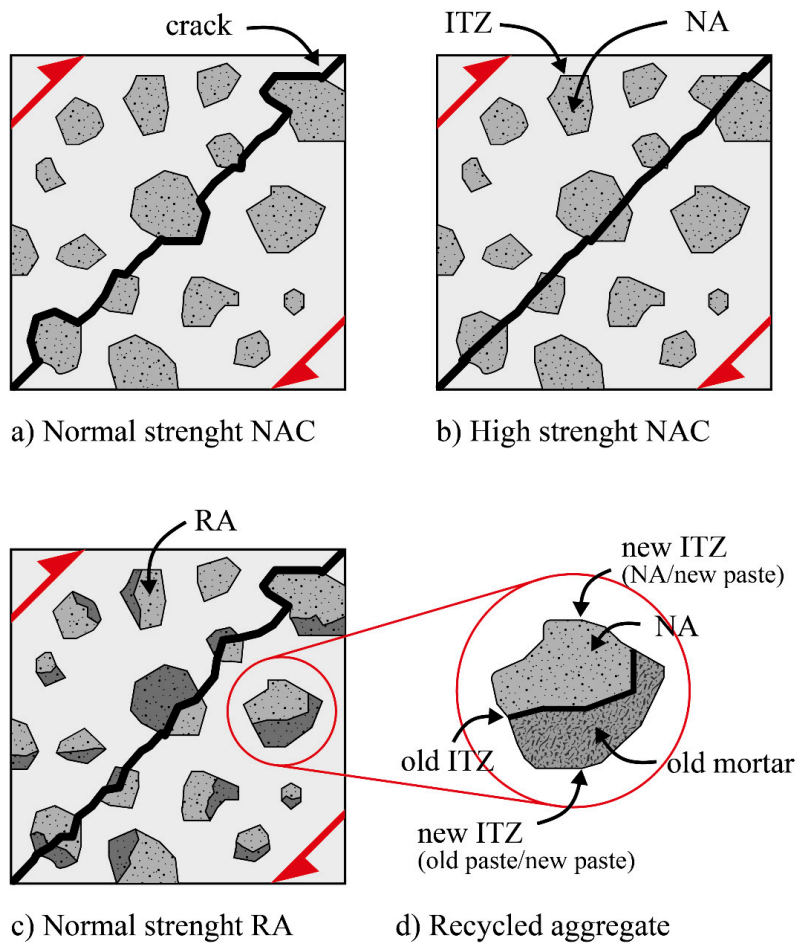 crack
ITZ
NA
a) Normal strenght NAC
b) High strenght NAC
RA
new ITZ
(NA/new paste)
NA
old ITZ
old mortar
new ITZ
(old paste/new paste)
c) Normal strenght RA
d) Recycled aggregate